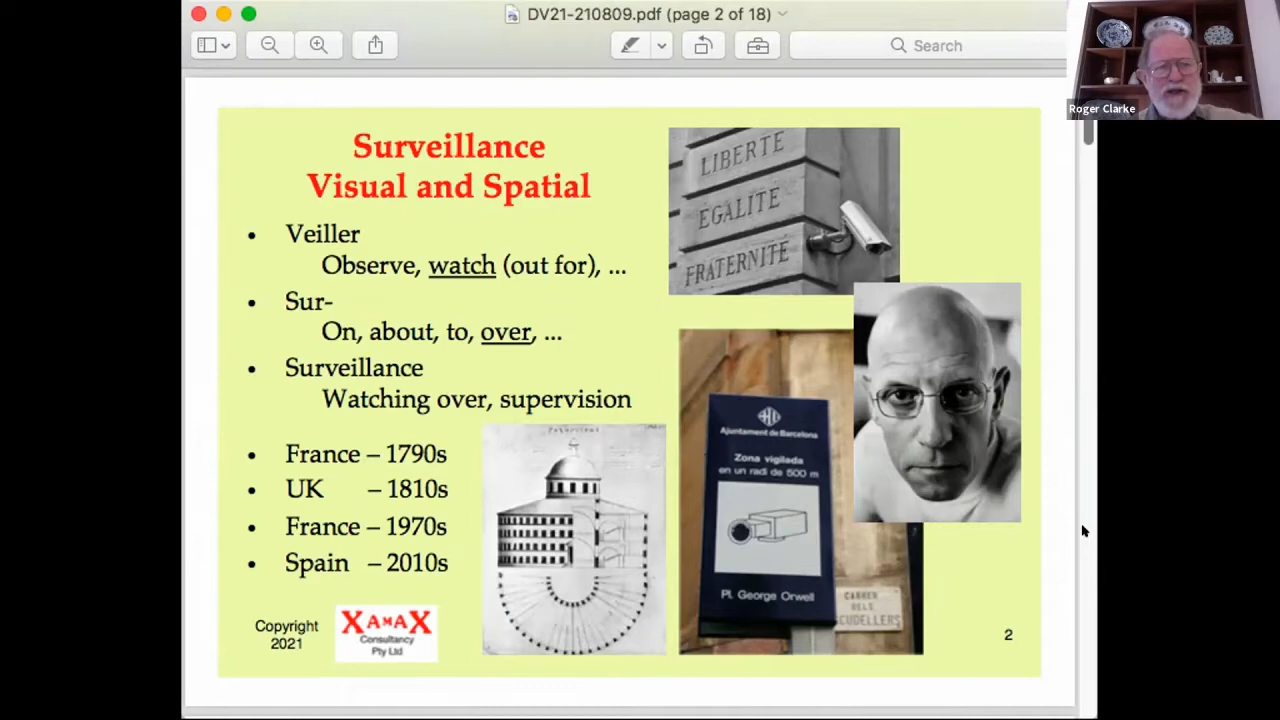 DV21-210809.pdf (page 2 of 18)
Search
Roger Clarke
Surveillance
Visual and Spatial
• Veiller
Observe, watch (out for), ...
• Sur-
On, about, to, over, ...
• Surveillance
Watching over, supervision
• France – 1790s
• UK – 1810s
• France – 1970s
• Spain – 2010s
Copyright
2021
XAMAX
Consultancy
Pty Ltd
LIBERTE
EGALITE
FRATERNITE
Ajuntament de Barcelona
Zona vigilada
en un radi de 500 m
Pl. George Orwell
CARRER
DELS
CUDELLERS
2